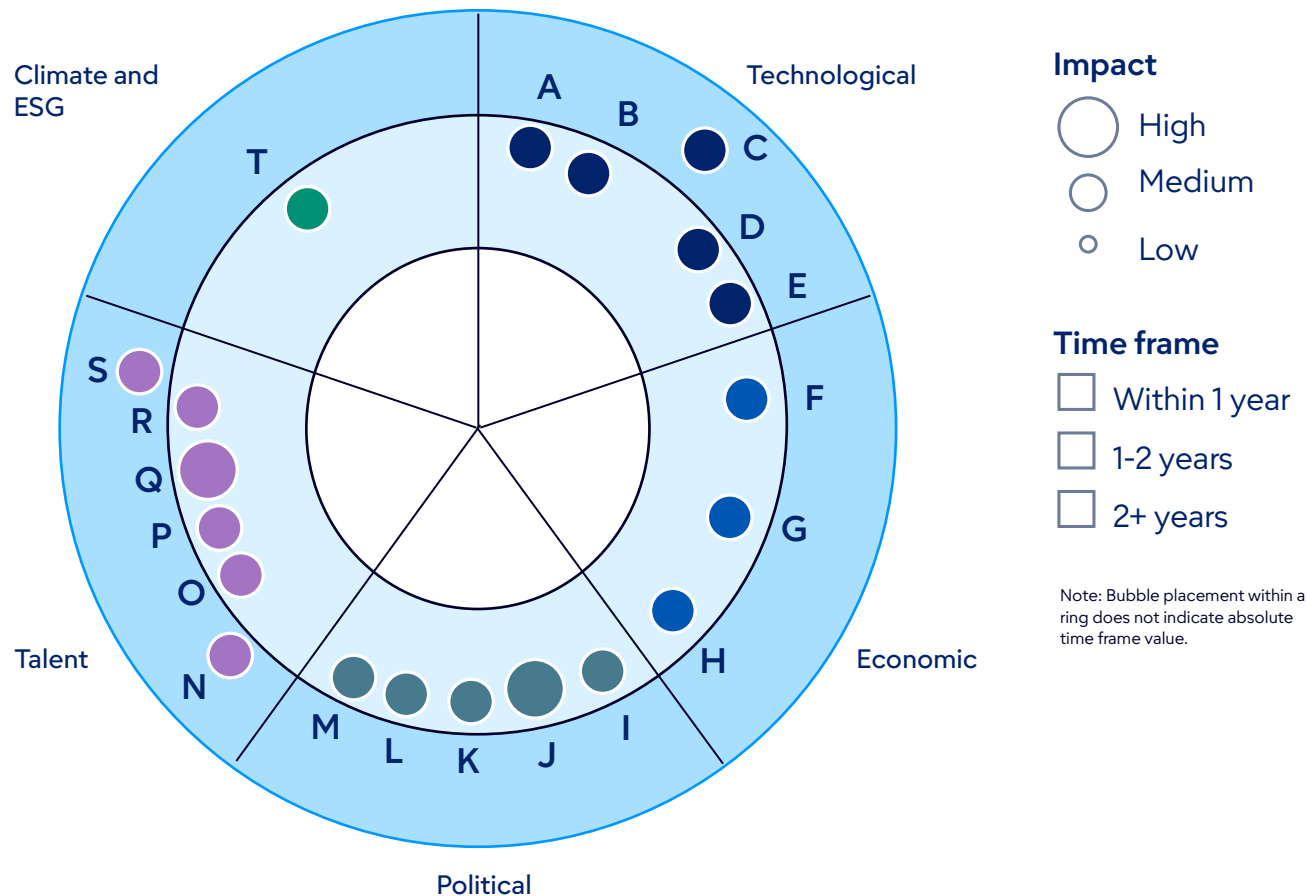 Climate and
ESG
Technological
A
B
C
D
E
T
F
G
H
I
J
K
L
M
N
O
P
Q
R
S
Talent
Economic
Political
Impact
High
Medium
Low
Time frame
Within 1 year
1-2 years
2+ years
Note: Bubble placement within a
ring does not indicate absolute
time frame value.